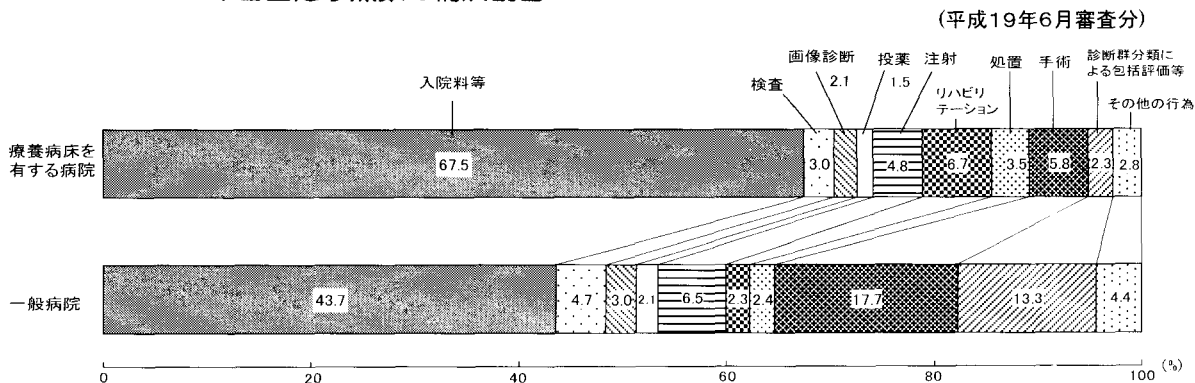 (平成19年6月審査分)
入院料等
検査
画像診断
2.1
投薬
1.5
注射
リハビリ
テーション
処置
手術
診断群分類に
よる包括評価等
その他の行為
療養病床を
有する病院
67.5
3.0
4.8
6.7
3.5
5.8
2.3
2.8
一般病院
43.7
4.7
3.0
2.1
6.5
2.3
2.4
17.7
13.3
4.4
0
20
40
60
80
100
(%)